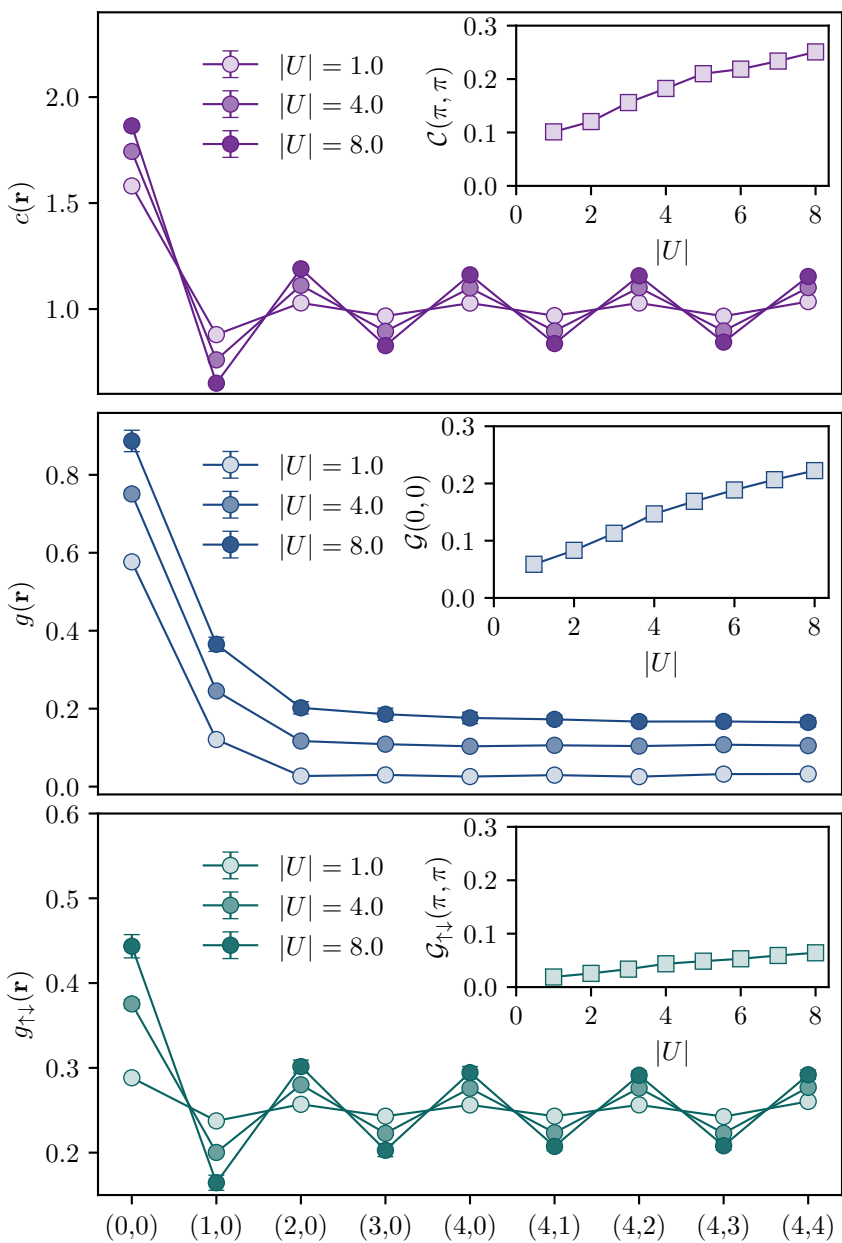 c(r)
2.0
1.5
1.0
|U| = 1.0
|U| = 4.0
|U| = 8.0
C(π, π)
0.3
0.2
0.1
0.0
0 2 4 6 8
|U|
g(r)
0.8
0.6
0.4
0.2
0.0
|U| = 1.0
|U| = 4.0
|U| = 8.0
G(0, 0)
0.3
0.2
0.1
0.0
0 2 4 6 8
|U|
g↑↓(r)
0.6
0.5
0.4
0.3
0.2
|U| = 1.0
|U| = 4.0
|U| = 8.0
G↑↓(π, π)
0.3
0.2
0.1
0.0
0 2 4 6 8
|U|
(0,0) (1,0) (2,0) (3,0) (4,0) (4,1) (4,2) (4,3) (4,4)